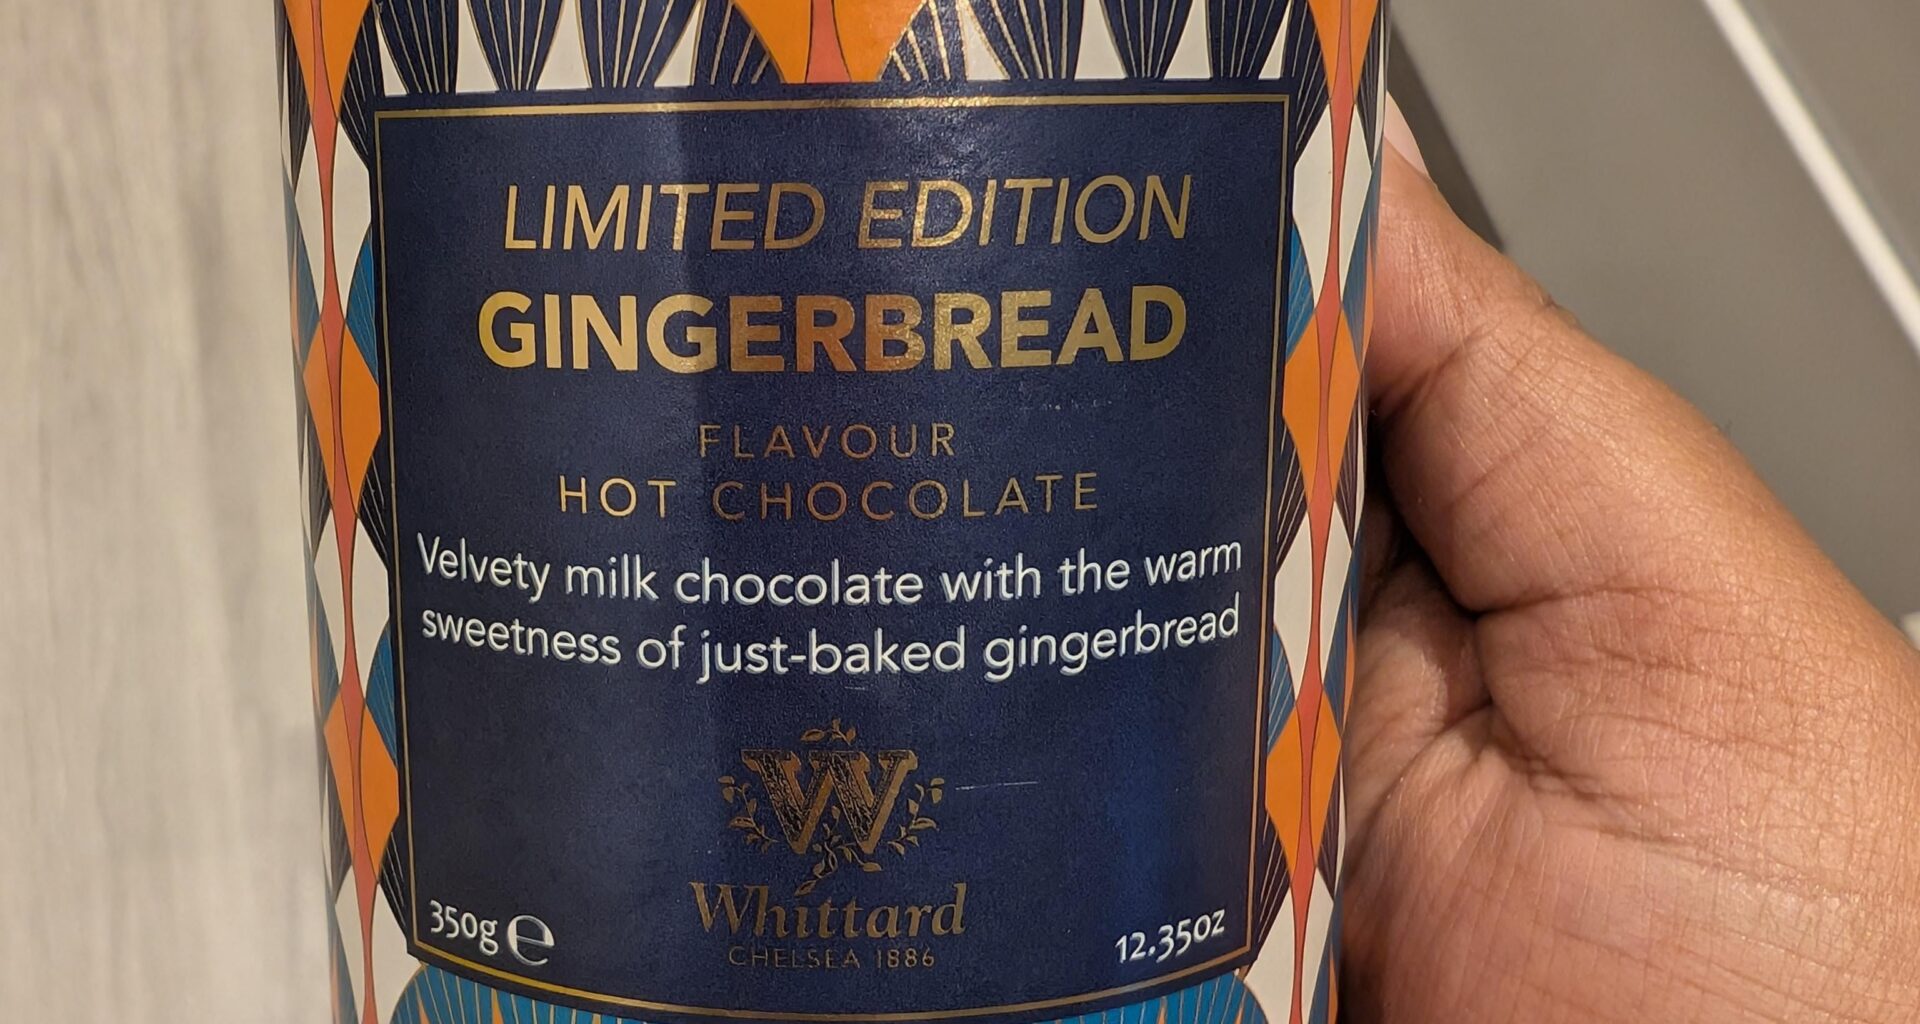 LIMITED EDITION
GINGERBREAD
FLAVOUR
HOT CHOCOLATE
Velvety milk chocolate with the warm
sweetness of just-baked gingerbread
W
Whittard
CHELSEA 1886
350g ℮
12.35oz